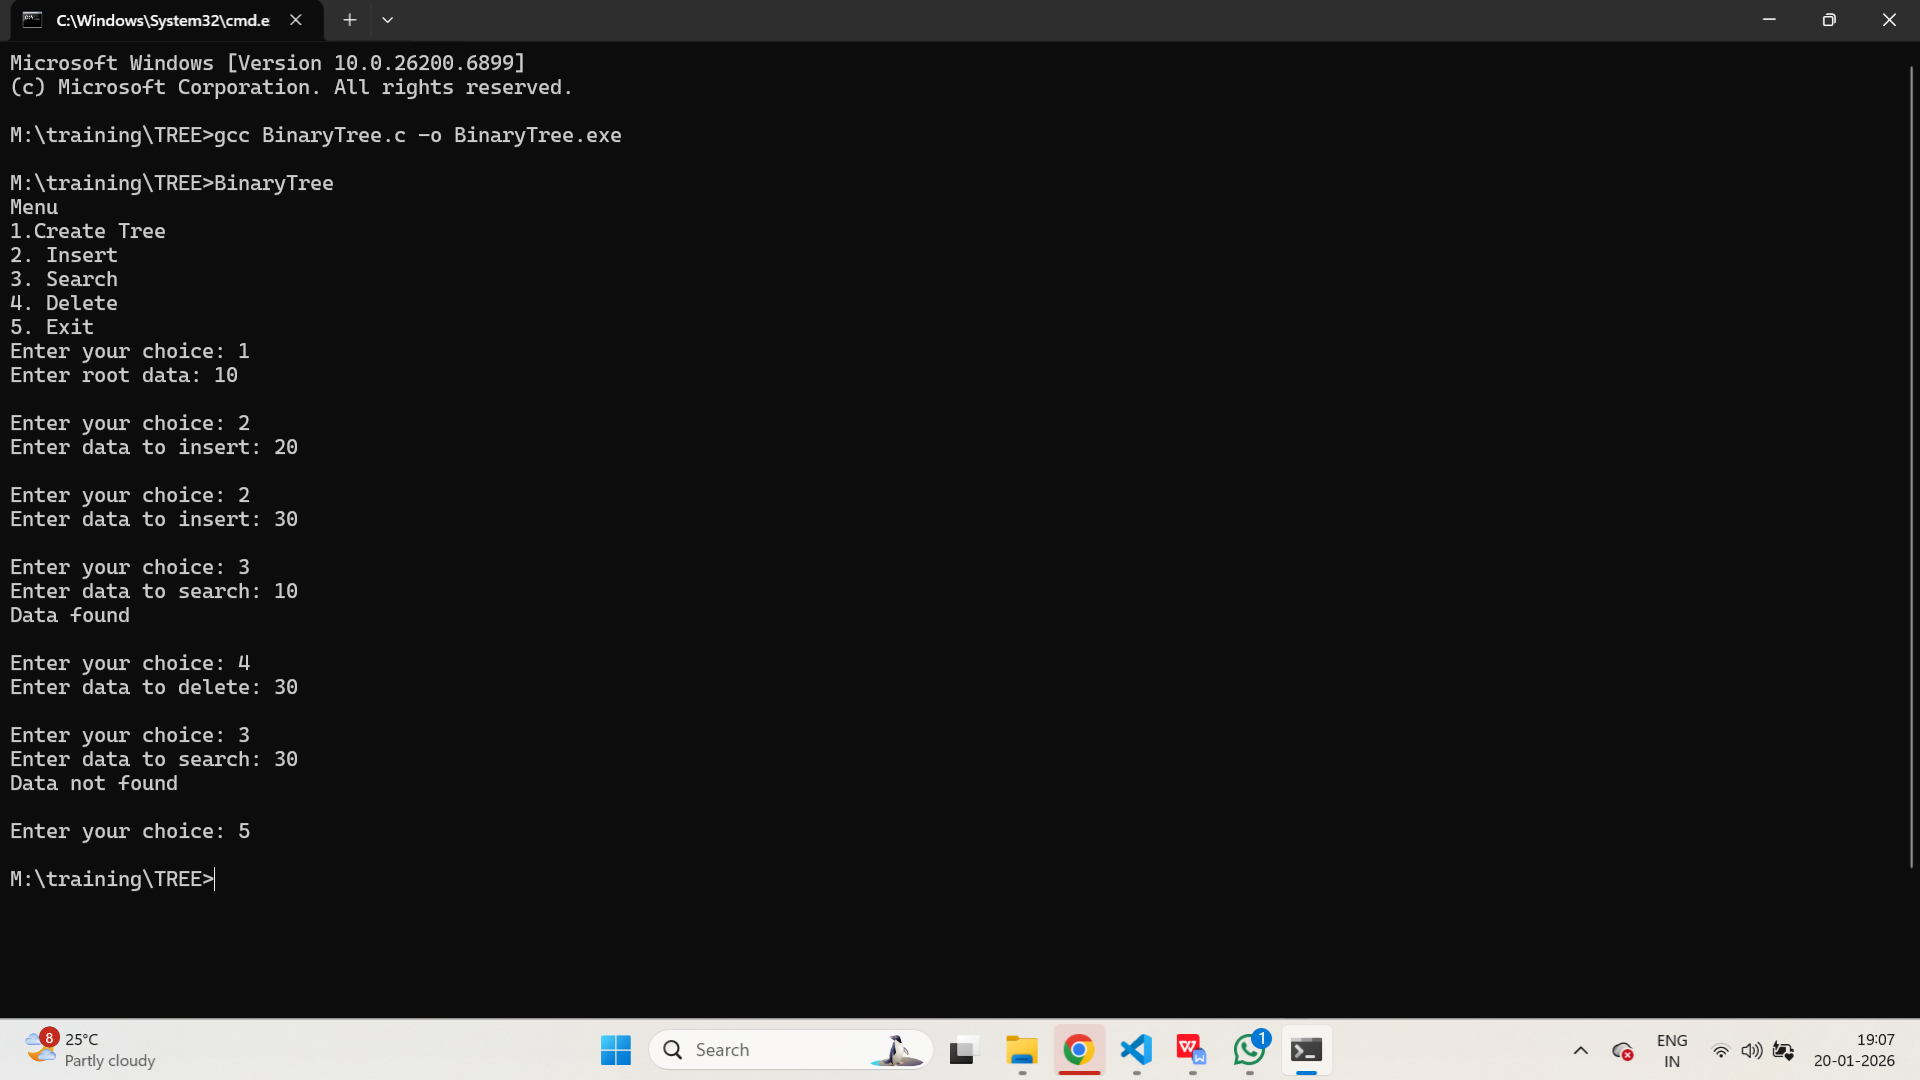 C:\Windows\System32\cmd.e
Microsoft Windows [Version 10.0.26200.6899]
(c) Microsoft Corporation. All rights reserved.
M:\training\TREE>gcc BinaryTree.c -o BinaryTree.exe
M:\training\TREE>BinaryTree
Menu
1.Create Tree
2. Insert
3. Search
4. Delete
5. Exit
Enter your choice: 1
Enter root data: 10
Enter your choice: 2
Enter data to insert: 20
Enter your choice: 2
Enter data to insert: 30
Enter your choice: 3
Enter data to search: 10
Data found
Enter your choice: 4
Enter data to delete: 30
Enter your choice: 3
Enter data to search: 30
Data not found
Enter your choice: 5
M:\training\TREE>
8
25°C
Partly cloudy
Search
1
ENG
IN
19:07
20-01-2026